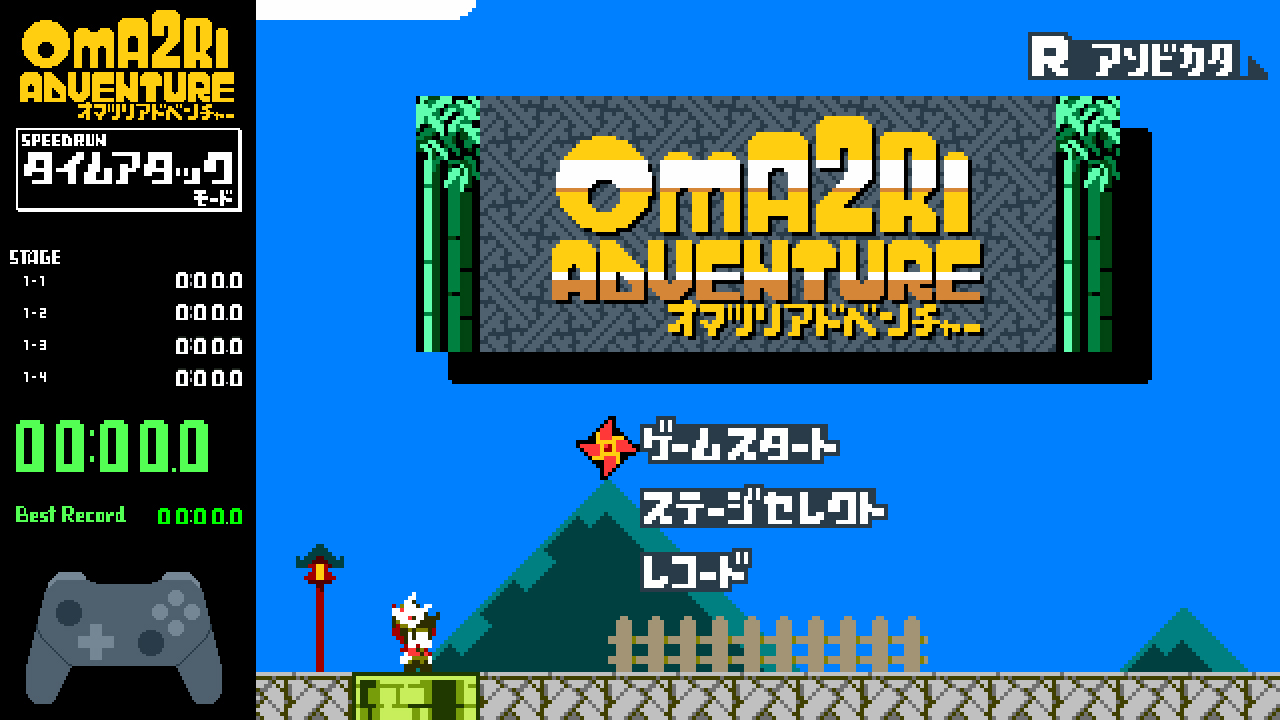 OMA2RI
ADVENTURE
オマツリアドベンチャー
SPEEDRUN
タイムアタック
モード
STAGE
1-1 0:00.0
1-2 0:00.0
1-3 0:00.0
1-4 0:00.0
00:00.0
Best Record 00:00.0
R アソビカタ
OMA2RI
ADVENTURE
オマツリアドベンチャー
ゲームスタート
ステージセレクト
レコード